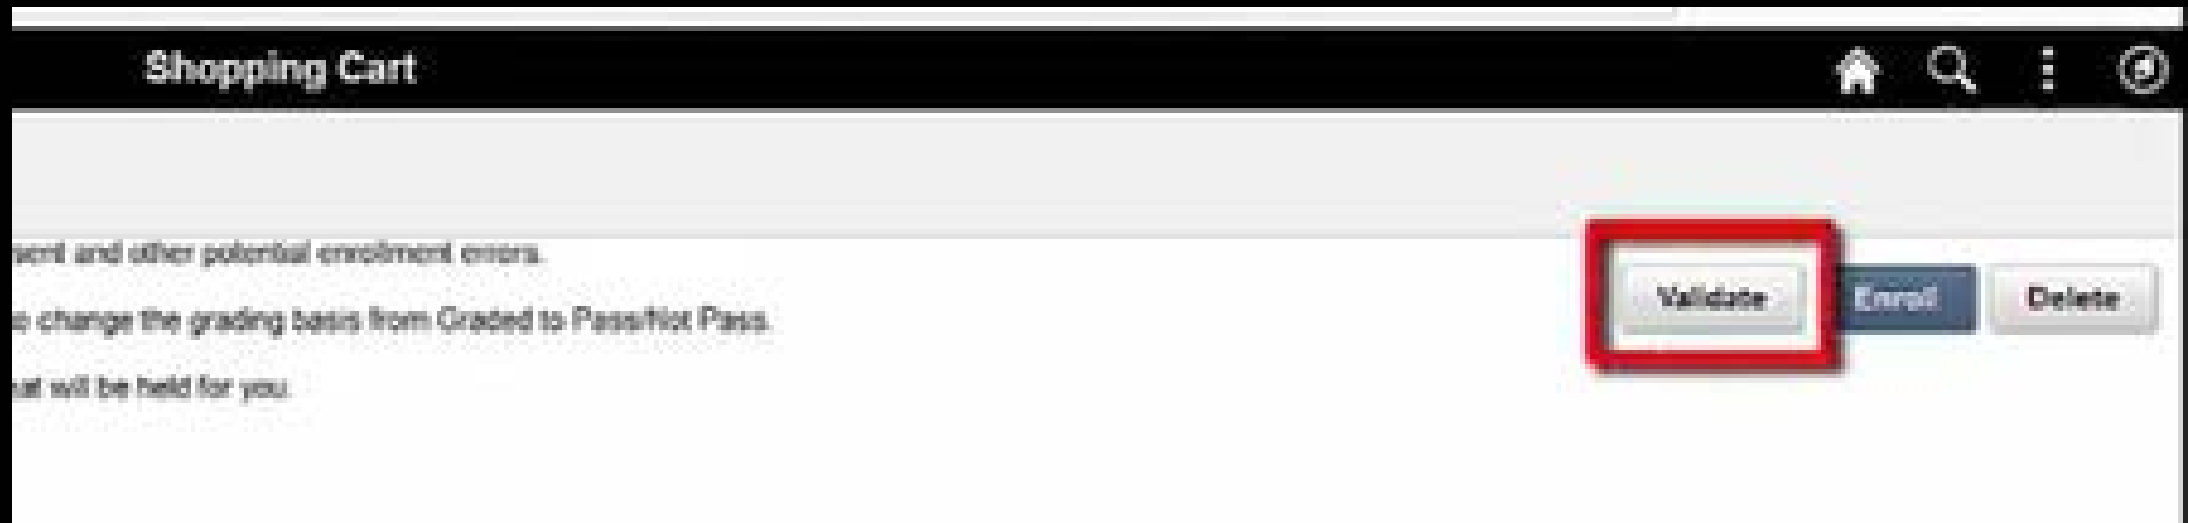 Shopping Cart
sent and other potential enrollment errors.
Validate Enroll Delete
o change the grading basis from Graded to Pass/Not Pass.
eat will be held for you.